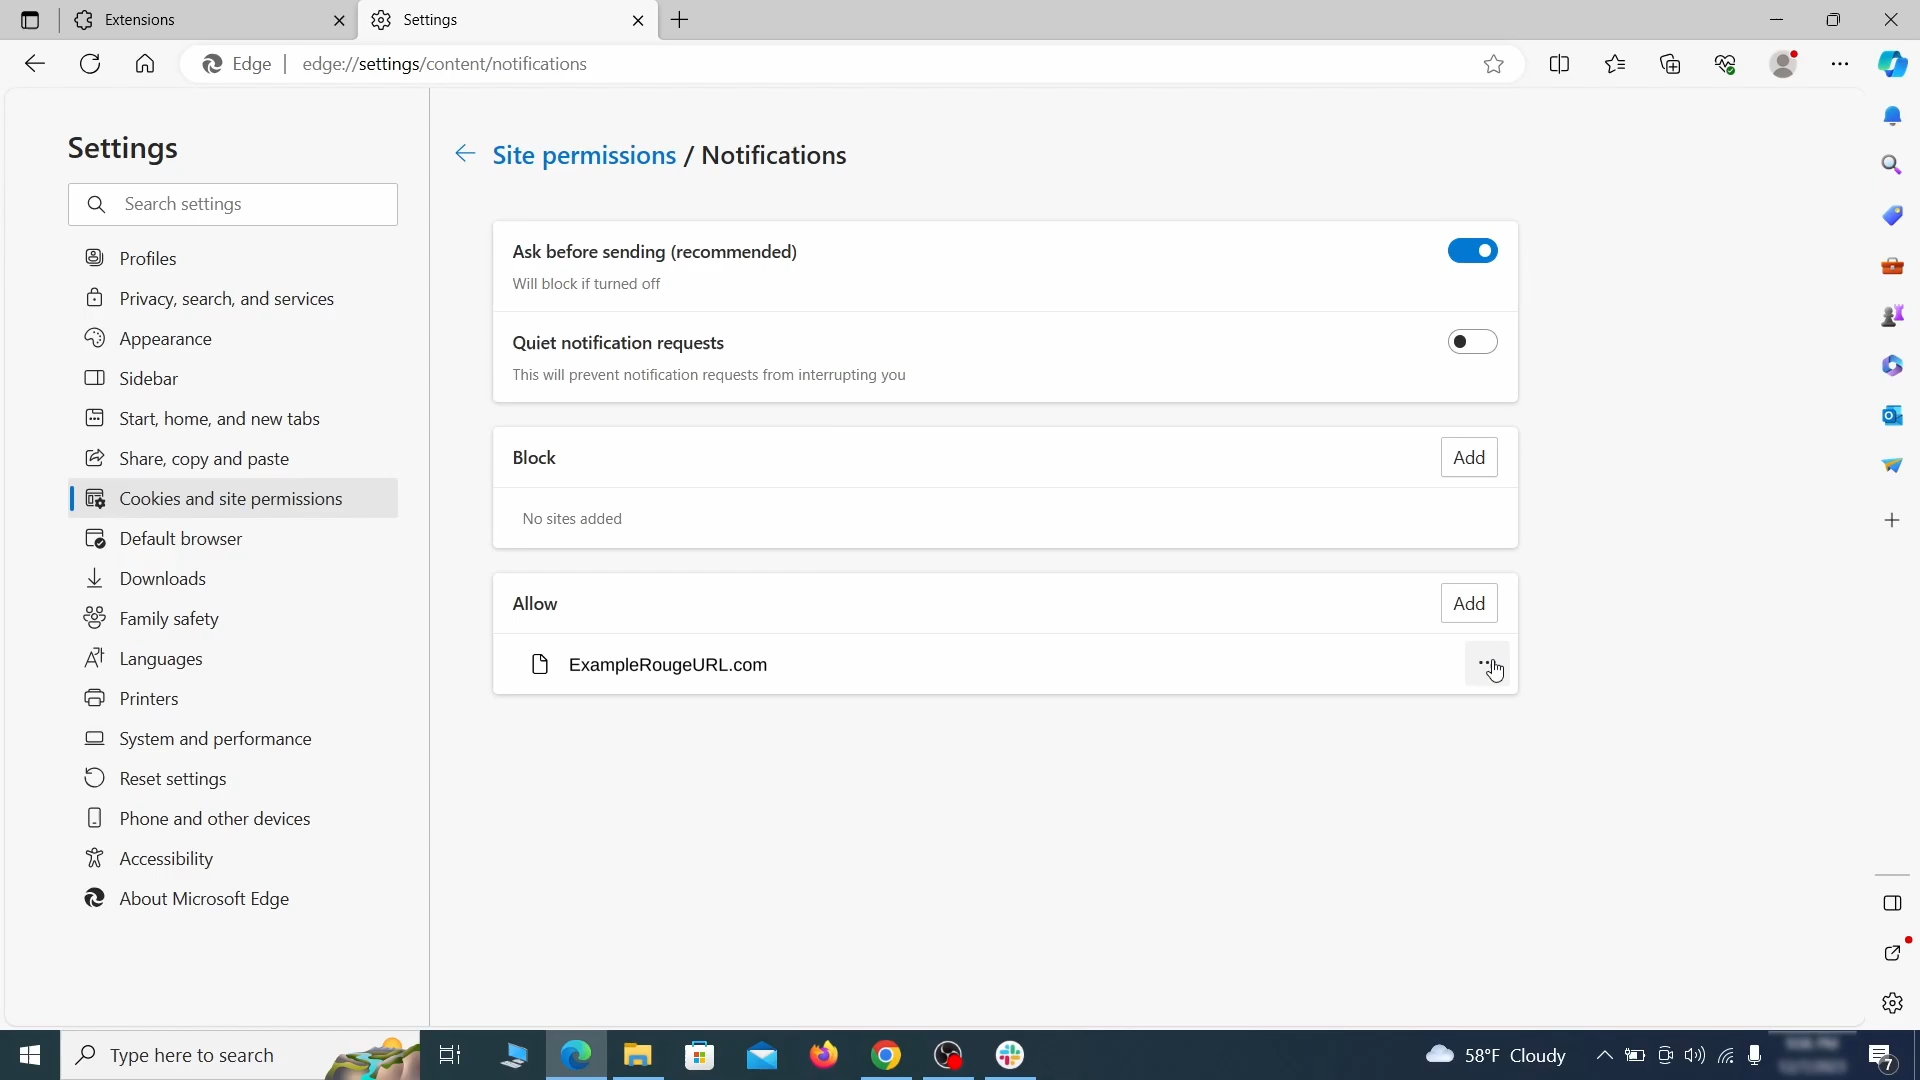 Extensions
Settings
Edge
edge://settings/content/notifications
Settings
Search settings
Profiles
Privacy, search, and services
Appearance
Sidebar
Start, home, and new tabs
Share, copy and paste
Cookies and site permissions
Default browser
Downloads
Family safety
Languages
Printers
System and performance
Reset settings
Phone and other devices
Accessibility
About Microsoft Edge
Site permissions / Notifications
Ask before sending (recommended)
Will block if turned off
Quiet notification requests
This will prevent notification requests from interrupting you
Block
Add
No sites added
Allow
Add
ExampleRougeURL.com
Type here to search
58°F Cloudy
7